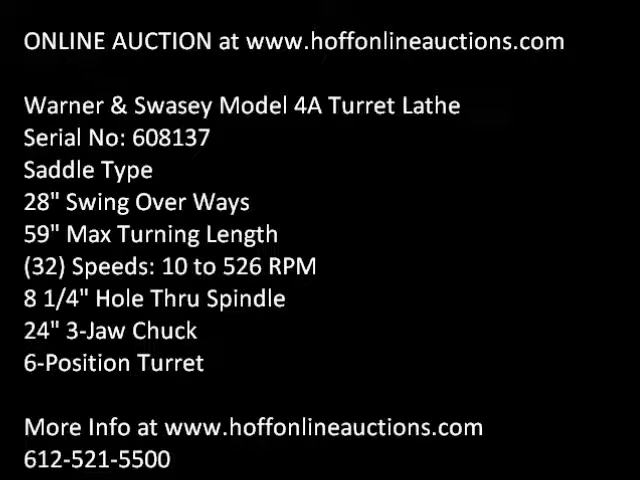 ONLINE AUCTION at www.hoffonlineauctions.com
Warner & Swasey Model 4A Turret Lathe
Serial No: 608137
Saddle Type
28" Swing Over Ways
59" Max Turning Length
(32) Speeds: 10 to 526 RPM
8 1/4" Hole Thru Spindle
24" 3-Jaw Chuck
6-Position Turret
More Info at www.hoffonlineauctions.com
612-521-5500